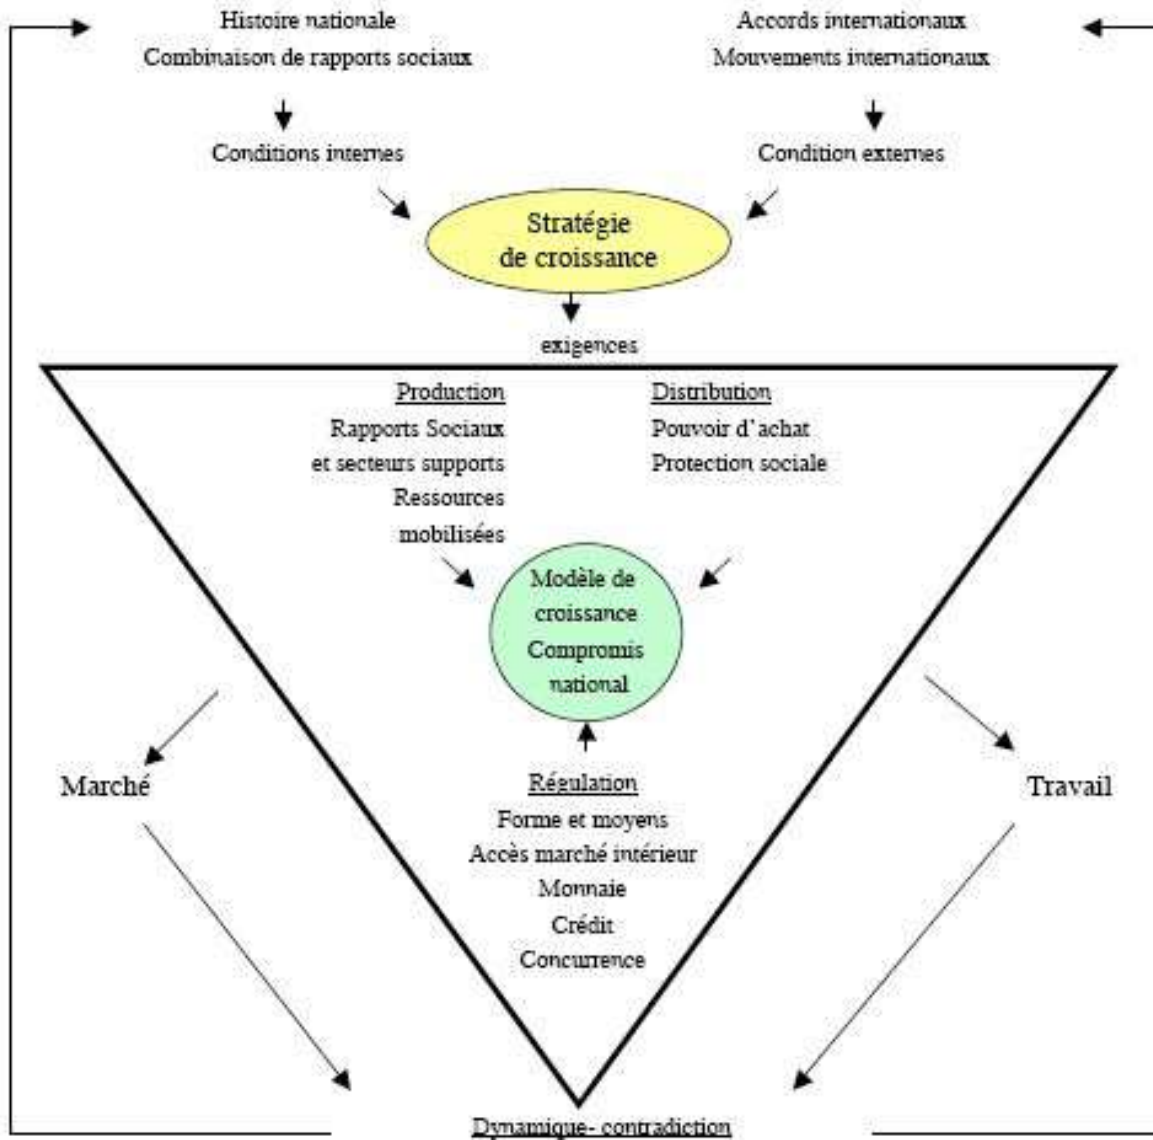 Histoire nationale
Combinaison de rapports sociaux
Accords internationaux
Mouvements internationaux
Conditions internes
Condition externes
Stratégie
de croissance
exigences
Production
Rapports Sociaux
et secteurs supports
Ressources
mobilisées
Distribution
Pouvoir d'achat
Protection sociale
Modèle de
croissance
Compromis
national
Marché
Travail
Régulation
Forme et moyens
Accès marché intérieur
Monnaie
Crédit
Concurrence
Dynamique- contradiction